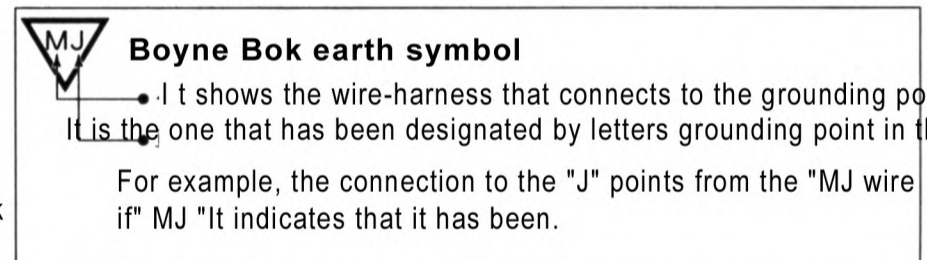 MJ Boyne Bok earth symbol
I t shows the wire-harness that connects to the grounding po
It is the one that has been designated by letters grounding point in t
For example, the connection to the "J" points from the "MJ wire
if" MJ "It indicates that it has been.